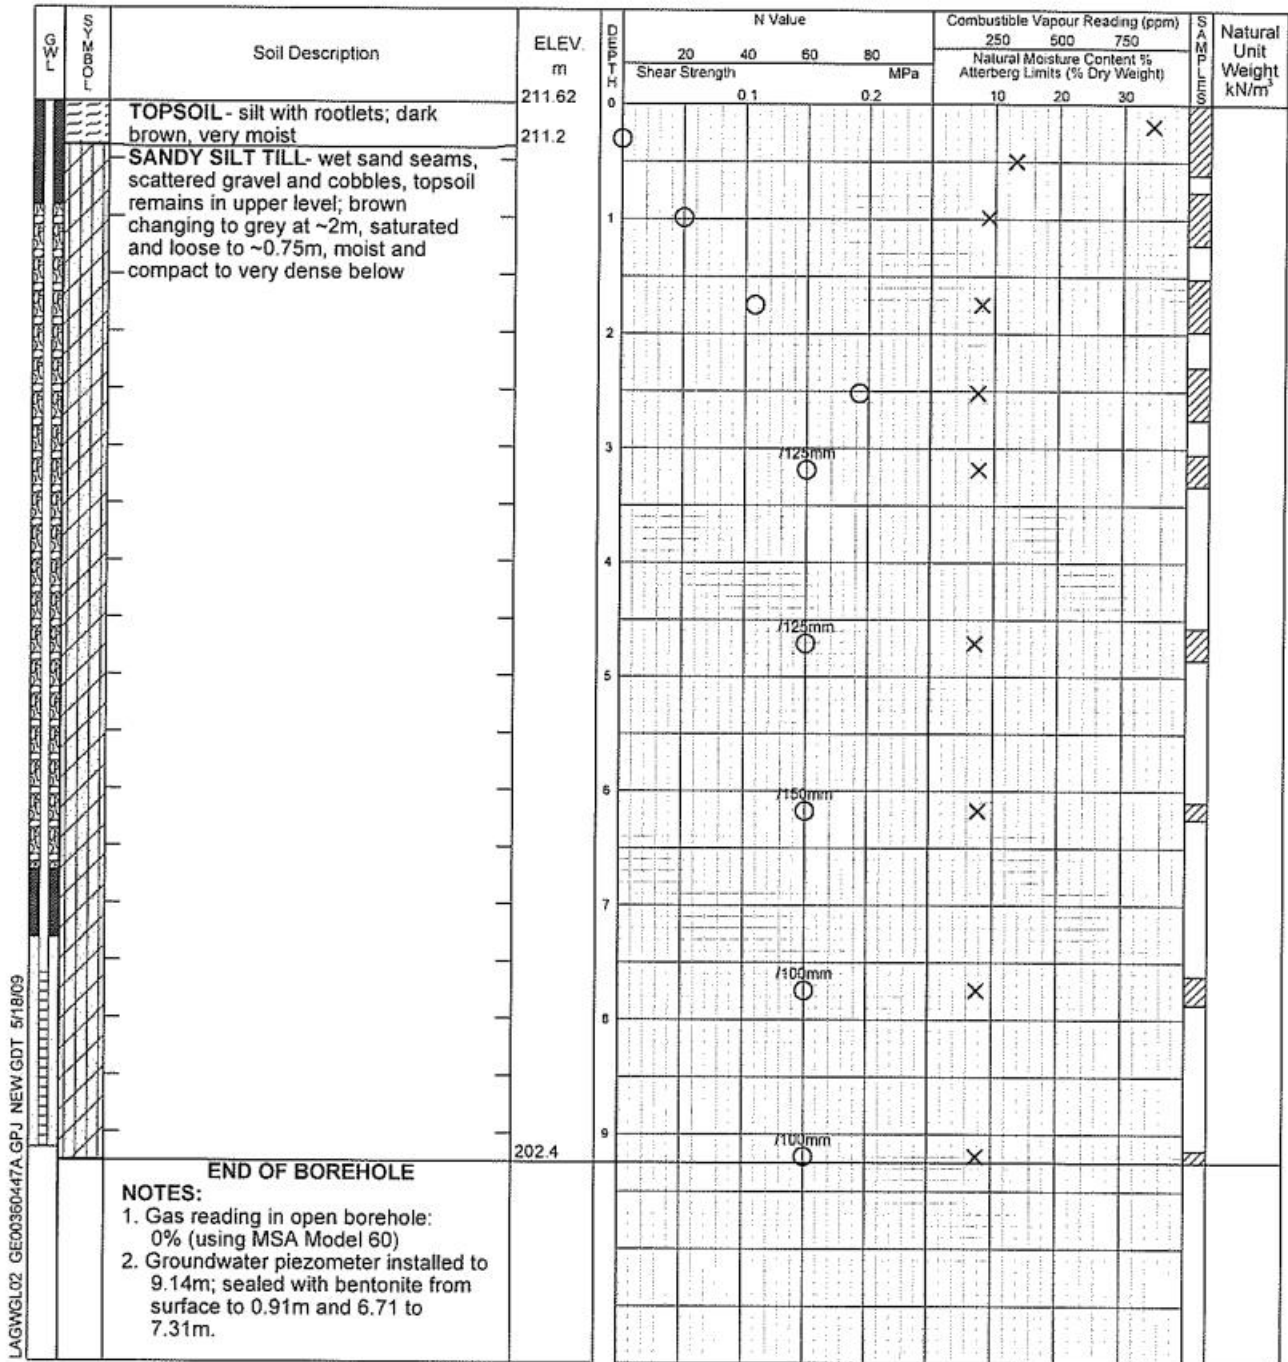 GWL
SYMBOL
Soil Description
ELEV.
m
DEPTH
N Value
20 40 60 80
Shear Strength MPa
0.1 0.2
Combustible Vapour Reading (ppm)
250 500 750
Natural Moisture Content %
Atterberg Limits (% Dry Weight)
10 20 30
SAMPLES
Natural
Unit
Weight
kN/m³
211.62
0
TOPSOIL- silt with rootlets; dark
brown, very moist
211.2
SANDY SILT TILL- wet sand seams,
scattered gravel and cobbles, topsoil
remains in upper level; brown
changing to grey at ~2m, saturated
and loose to ~0.75m, moist and
compact to very dense below
1
2
3
/125mm
4
/125mm
5
6
/150mm
7
/100mm
8
9
/100mm
202.4
END OF BOREHOLE
NOTES:
1. Gas reading in open borehole:
0% (using MSA Model 60)
2. Groundwater piezometer installed to
9.14m; sealed with bentonite from
surface to 0.91m and 6.71 to
7.31m.
LAGWGL02 GE00360447A.GPJ NEW.GDT 5/18/09